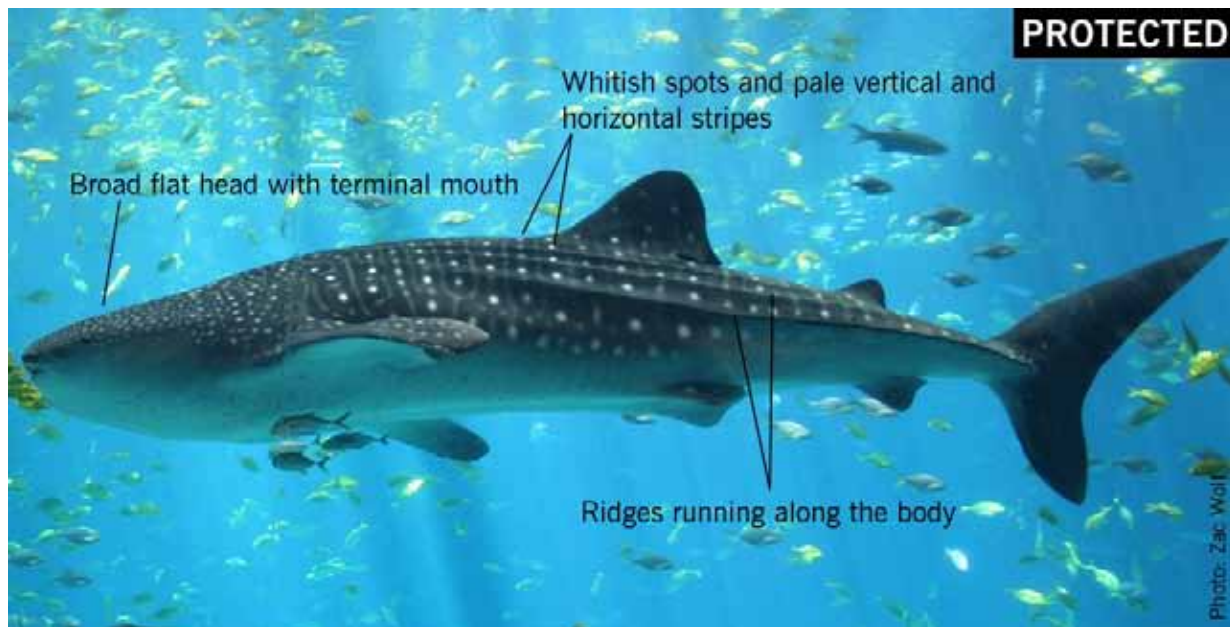 PROTECTED
Whitish spots and pale vertical and
horizontal stripes
Broad flat head with terminal mouth
Ridges running along the body
Photo: Zac Wolf